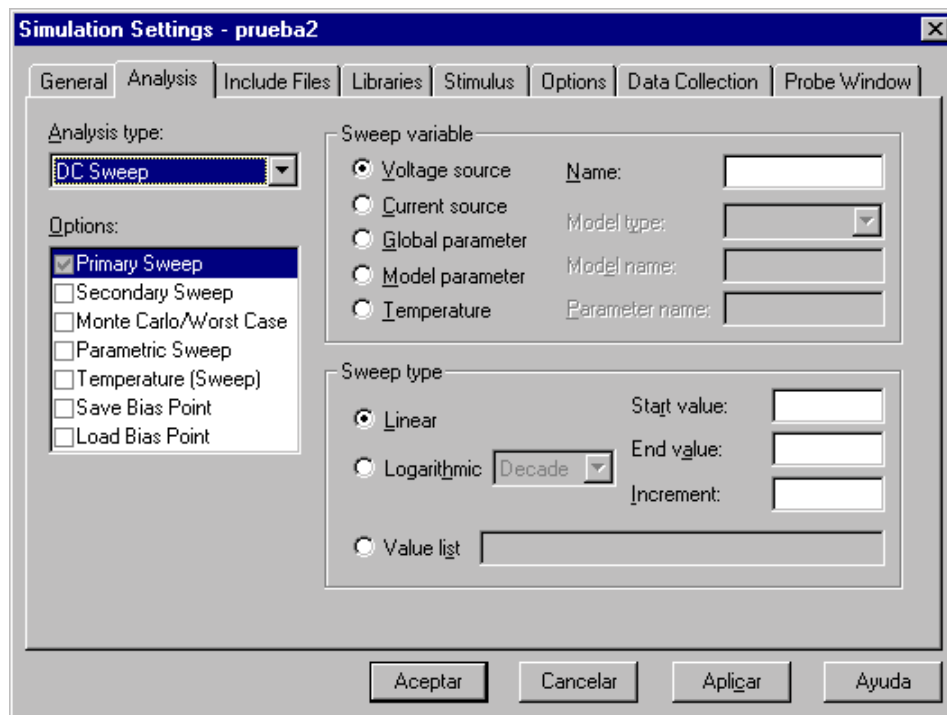 Simulation Settings - prueba2
General Analysis Include Files Libraries Stimulus Options Data Collection Probe Window
Analysis type:
DC Sweep
Options:
Primary Sweep
Secondary Sweep
Monte Carlo/Worst Case
Parametric Sweep
Temperature (Sweep)
Save Bias Point
Load Bias Point
Sweep variable
Voltage source
Current source
Global parameter
Model parameter
Temperature
Name:
Model type:
Model name:
Parameter name:
Sweep type
Linear
Logarithmic Decade
Value list
Start value:
End value:
Increment:
Aceptar Cancelar Aplicar Ayuda